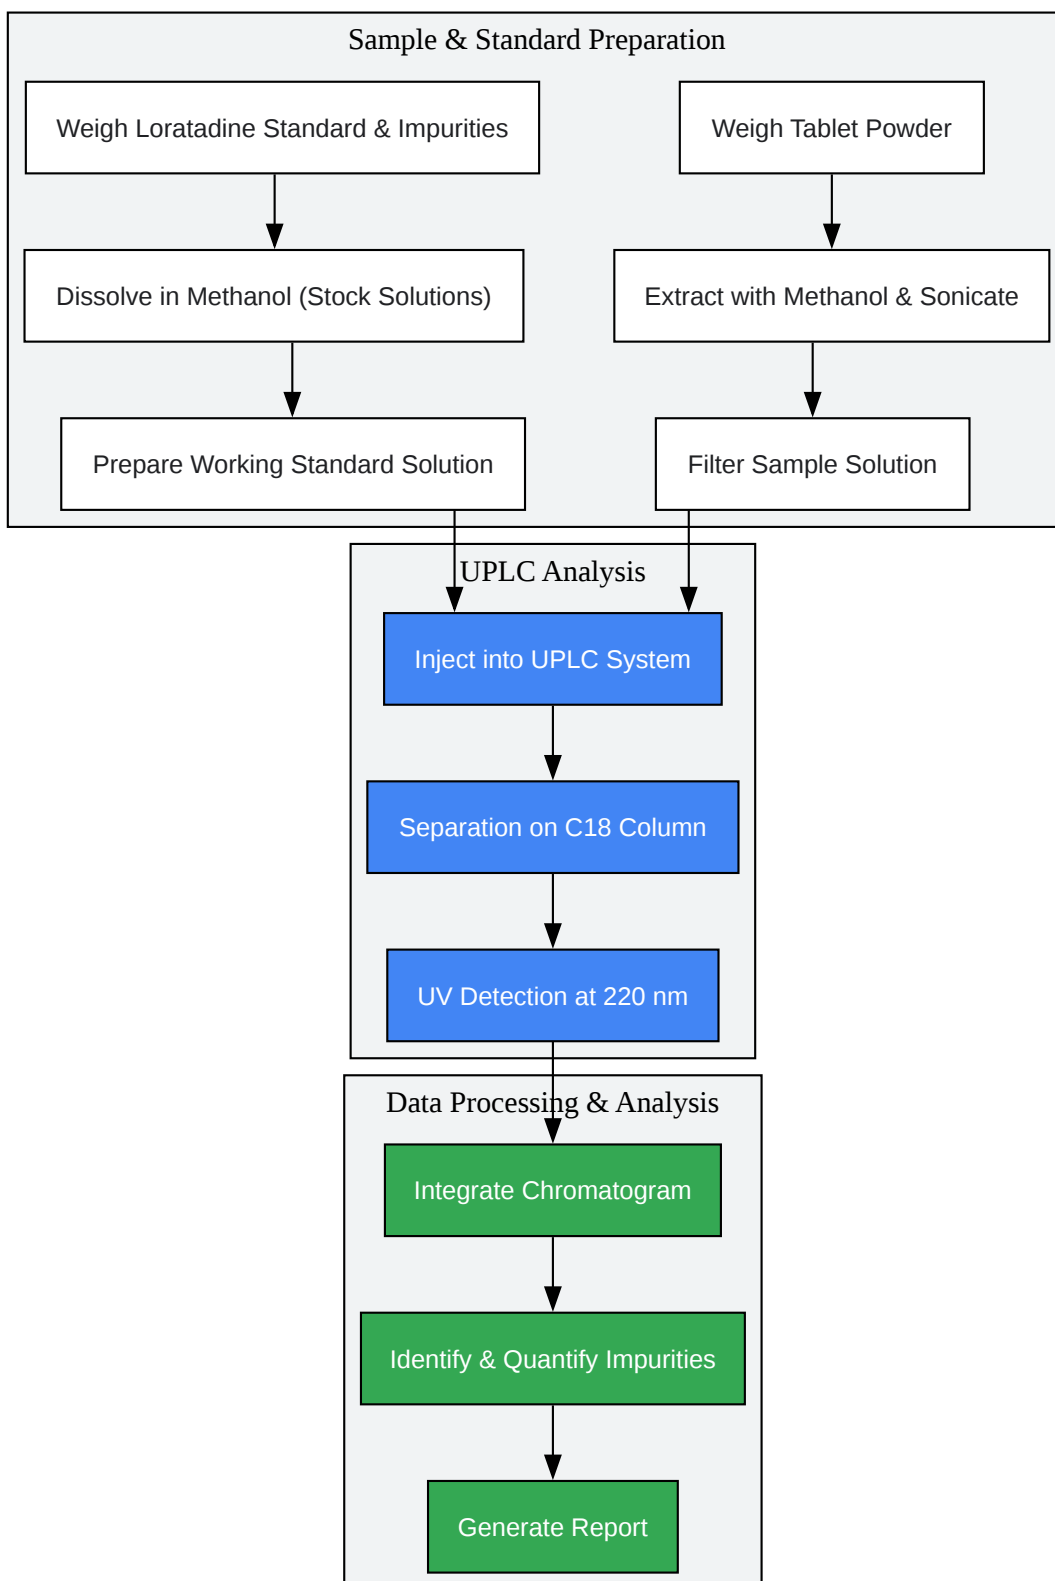 Sample & Standard Preparation
Weigh Loratadine Standard & Impurities
Weigh Tablet Powder
Dissolve in Methanol (Stock Solutions)
Extract with Methanol & Sonicate
Prepare Working Standard Solution
Filter Sample Solution
UPLC Analysis
Inject into UPLC System
Separation on C18 Column
UV Detection at 220 nm
Data Processing & Analysis
Integrate Chromatogram
Identify & Quantify Impurities
Generate Report